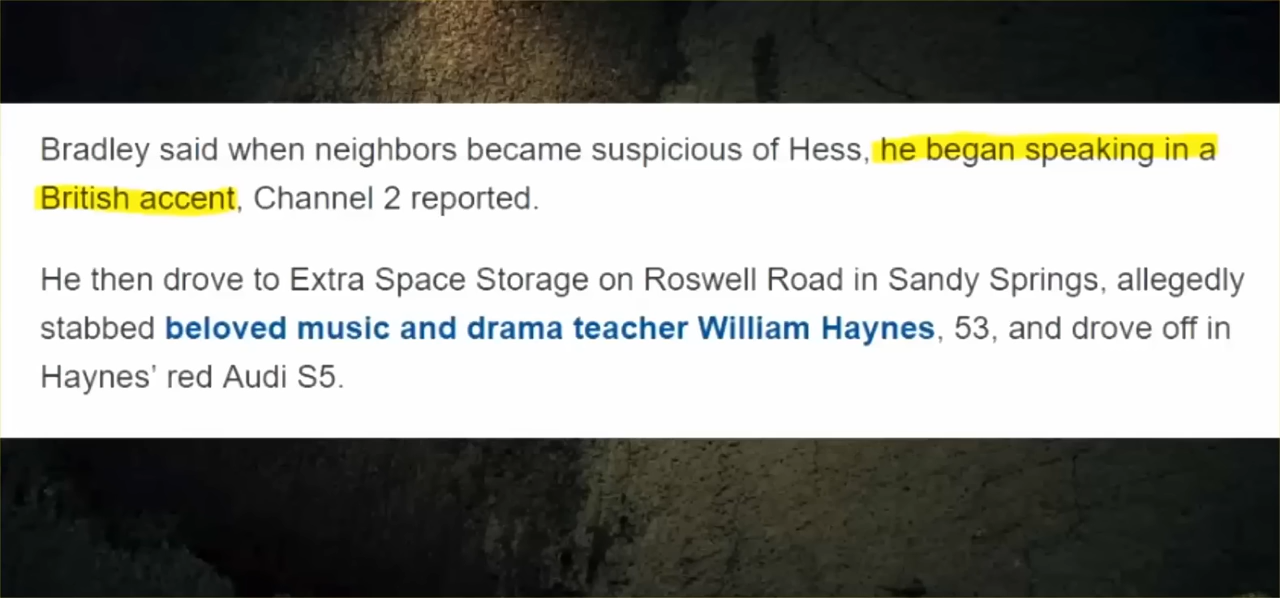 Bradley said when neighbors became suspicious of Hess, he began speaking in a
British accent, Channel 2 reported.
He then drove to Extra Space Storage on Roswell Road in Sandy Springs, allegedly
stabbed beloved music and drama teacher William Haynes, 53, and drove off in
Haynes’ red Audi S5.